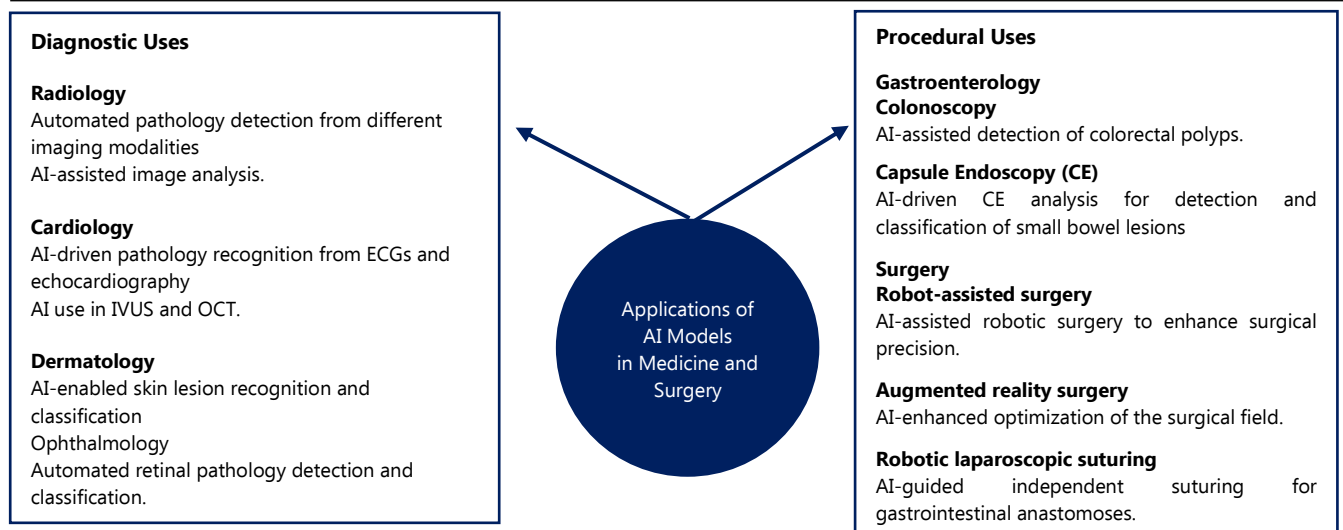 Diagnostic Uses
Radiology
Automated pathology detection from different
imaging modalities
AI-assisted image analysis.
Cardiology
AI-driven pathology recognition from ECGs and
echocardiography
AI use in IVUS and OCT.
Dermatology
AI-enabled skin lesion recognition and
classification
Ophthalmology
Automated retinal pathology detection and
classification.
Applications of
AI Models
in Medicine and
Surgery
Procedural Uses
Gastroenterology
Colonoscopy
AI-assisted detection of colorectal polyps.
Capsule Endoscopy (CE)
AI-driven CE analysis for detection and
classification of small bowel lesions
Surgery
Robot-assisted surgery
AI-assisted robotic surgery to enhance surgical
precision.
Augmented reality surgery
AI-enhanced optimization of the surgical field.
Robotic laparoscopic suturing
AI-guided independent suturing for
gastrointestinal anastomoses.